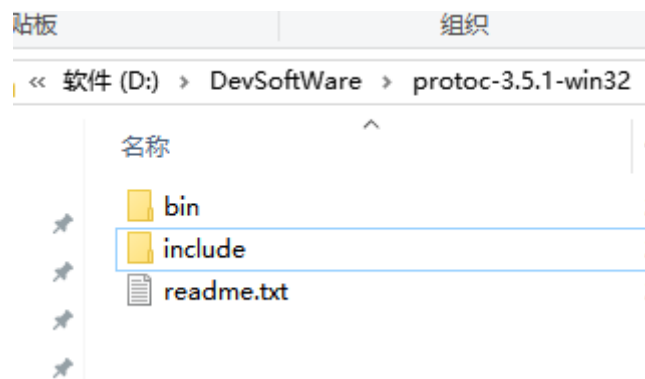 贴板 组织
« 软件 (D:) > DevSoftWare > protoc-3.5.1-win32
名称
bin
include
readme.txt